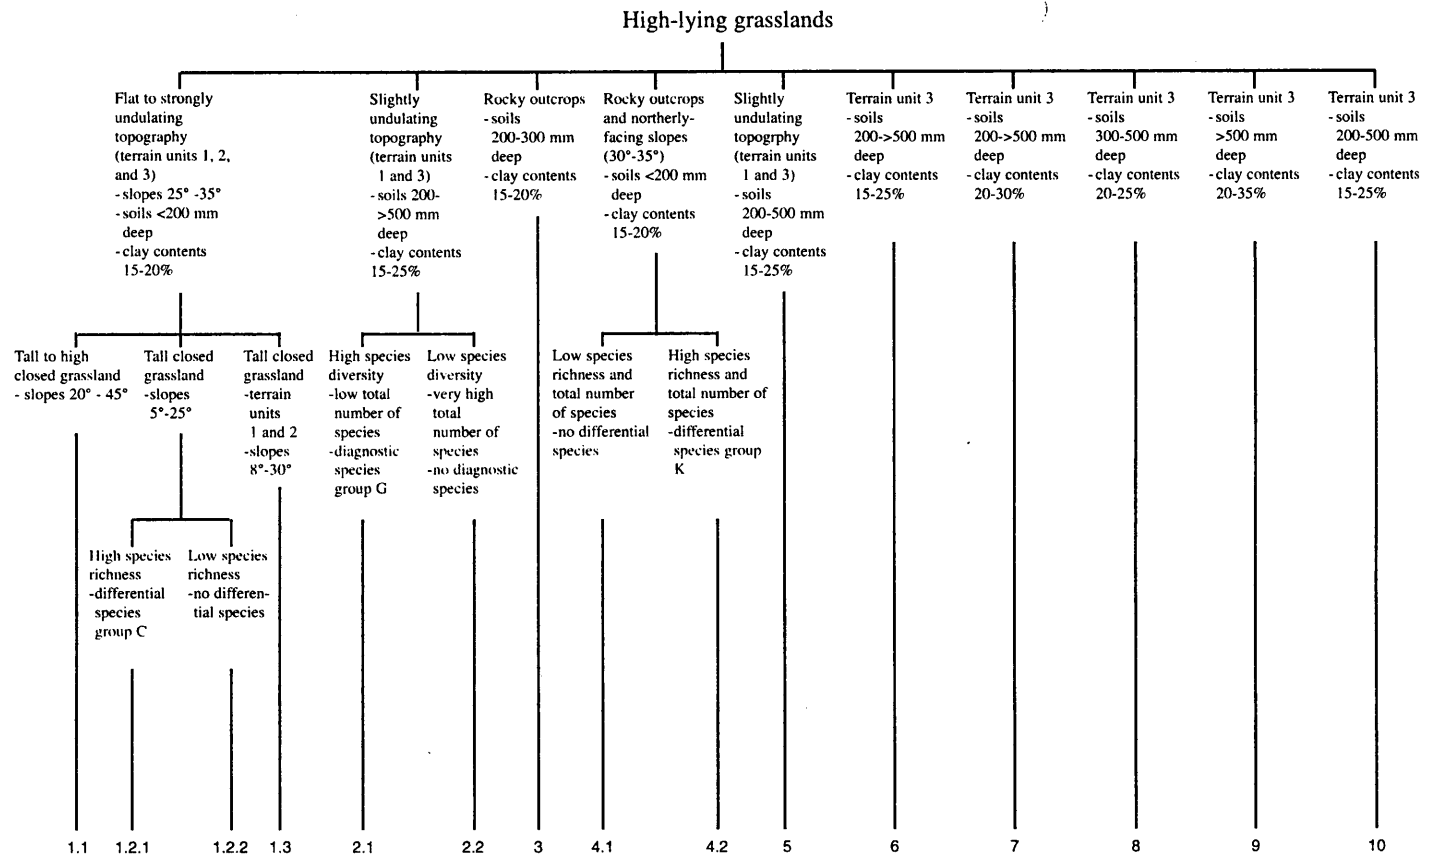 High-lying grasslands
Flat to strongly
undulating
topography
(terrain units 1, 2,
and 3)
-slopes 25° -35°
-soils <200 mm
deep
-clay contents
15-20%
Slightly
undulating
topography
(terrain units
1 and 3)
-soils 200-
>500 mm
deep
-clay contents
15-25%
Rocky outcrops
-soils
200-300 mm
deep
-clay contents
15-20%
Rocky outcrops
and northerly-
facing slopes
(30°-35°)
-soils <200 mm
deep
-clay contents
15-20%
Slightly
undulating
topogrphy
(terrain units
1 and 3)
-soils
200-500 mm
deep
-clay contents
15-25%
Terrain unit 3
-soils
200->500 mm
deep
-clay contents
15-25%
Terrain unit 3
-soils
200->500 mm
deep
-clay contents
20-30%
Terrain unit 3
-soils
300-500 mm
deep
-clay contents
20-25%
Terrain unit 3
-soils
>500 mm
deep
-clay contents
20-35%
Terrain unit 3
-soils
200-500 mm
deep
-clay contents
15-25%
Tall to high
closed grassland
- slopes 20° - 45°
Tall closed
grassland
-slopes
5°-25°
Tall closed
grassland
-terrain
units
1 and 2
-slopes
8°-30°
High species
diversity
-low total
number of
species
-diagnostic
species
group G
Low species
diversity
-very high
total
number of
species
-no diagnostic
species
Low species
richness and
total number
of species
-no differential
species
High species
richness and
total number of
species
-differential
species group
K
High species
richness
-differential
species
group C
Low species
richness
-no differen-
tial species
1.1 1.2.1 1.2.2 1.3 2.1 2.2 3 4.1 4.2 5 6 7 8 9 10